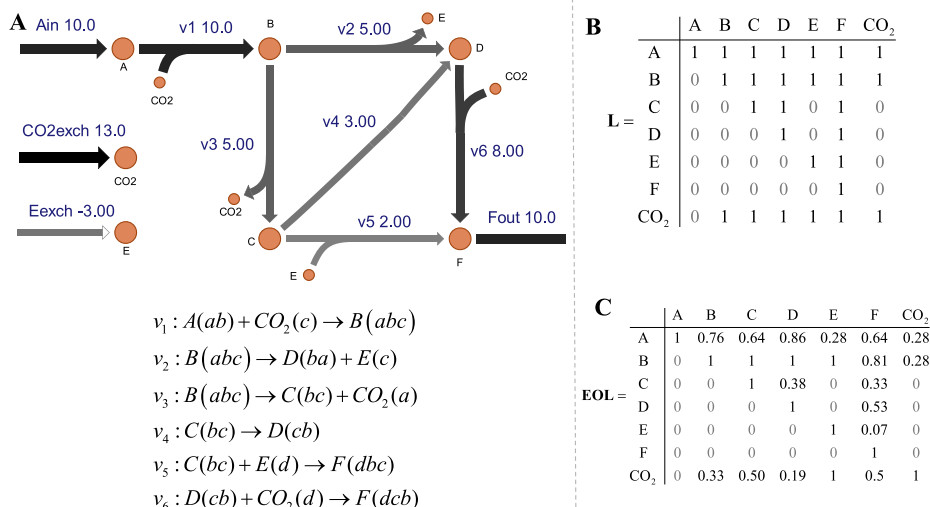 A
Ain 10.0
v1 10.0
B
v2 5.00
E
A
D
CO2
CO2
CO2exch 13.0
v4 3.00
v3 5.00
v6 8.00
CO2
CO2
Eexch -3.00
v5 2.00
Fout 10.0
C
E
E
F
v1 : A(ab) + CO2(c) → B(abc)
v2 : B(abc) → D(ba) + E(c)
v3 : B(abc) → C(bc) + CO2(a)
v4 : C(bc) → D(cb)
v5 : C(bc) + E(d) → F(dbc)
v6 : D(cb) + CO2(d) → F(dcb)
B
A B C D E F CO2
A 1 1 1 1 1 1 1
B 0 1 1 1 1 1 1
C 0 0 1 1 0 1 0
L =
D 0 0 0 1 0 1 0
E 0 0 0 0 1 1 0
F 0 0 0 0 0 1 0
CO2 0 1 1 1 1 1 1
C
A B C D E F CO2
A 1 0.76 0.64 0.86 0.28 0.64 0.28
B 0 1 1 1 1 0.81 0.28
C 0 0 1 0.38 0 0.33 0
EOL =
D 0 0 0 1 0 0.53 0
E 0 0 0 0 1 0.07 0
F 0 0 0 0 0 1 0
CO2 0 0.33 0.50 0.19 1 0.5 1